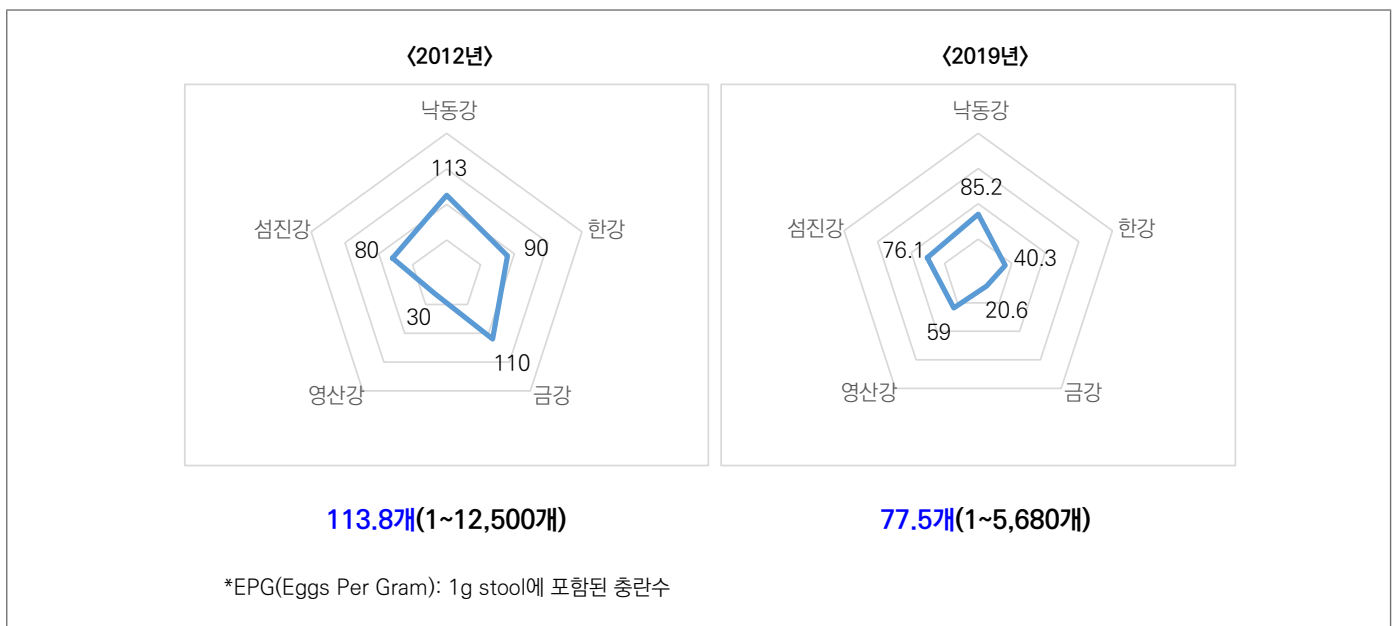 〈2012년〉
낙동강
113
섬진강
80
90
한강
30
110
영산강
금강
113.8개(1~12,500개)
〈2019년〉
낙동강
85.2
섬진강
76.1
40.3
한강
20.6
59
영산강
금강
77.5개(1~5,680개)
*EPG(Eggs Per Gram): 1g stool에 포함된 충란수